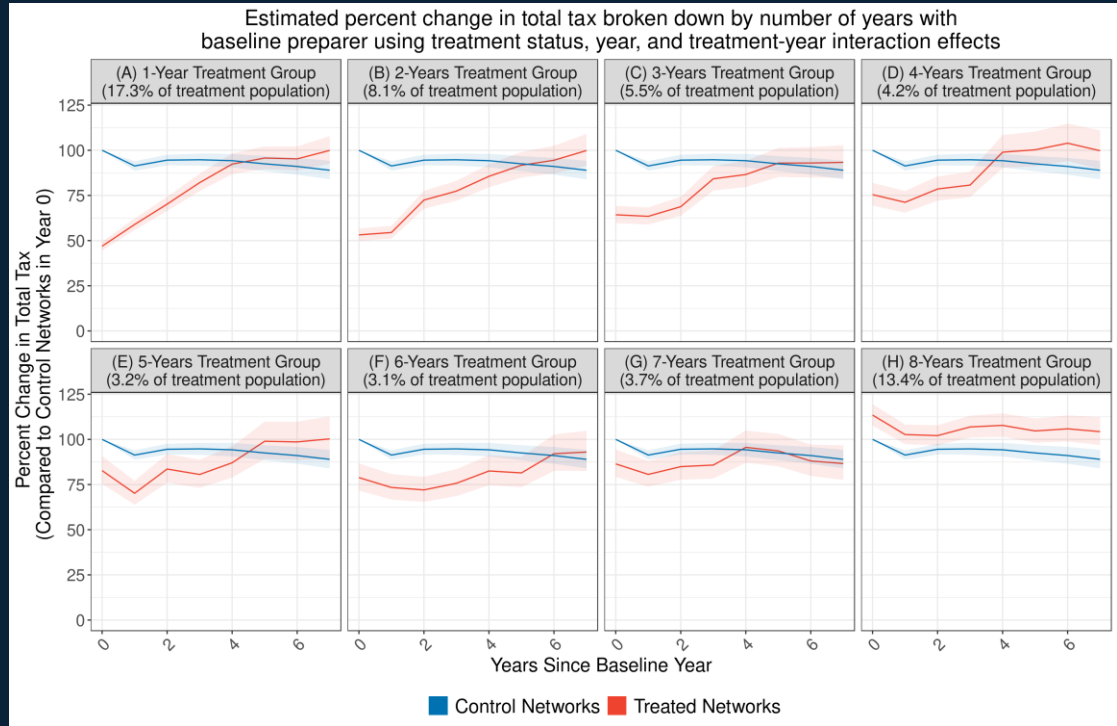 Estimated percent change in total tax broken down by number of years with
baseline preparer using treatment status, year, and treatment-year interaction effects
(A) 1-Year Treatment Group
(17.3% of treatment population)
(B) 2-Years Treatment Group
(8.1% of treatment population)
(C) 3-Years Treatment Group
(5.5% of treatment population)
(D) 4-Years Treatment Group
(4.2% of treatment population)
125
100
75
50
25
0
Percent Change in Total Tax
(Compared to Control Networks in Year 0)
(E) 5-Years Treatment Group
(3.2% of treatment population)
(F) 6-Years Treatment Group
(3.1% of treatment population)
(G) 7-Years Treatment Group
(3.7% of treatment population)
(H) 8-Years Treatment Group
(13.4% of treatment population)
125
100
75
50
25
0
0 2 4 6
0 2 4 6
0 2 4 6
0 2 4 6
Years Since Baseline Year
Control Networks Treated Networks